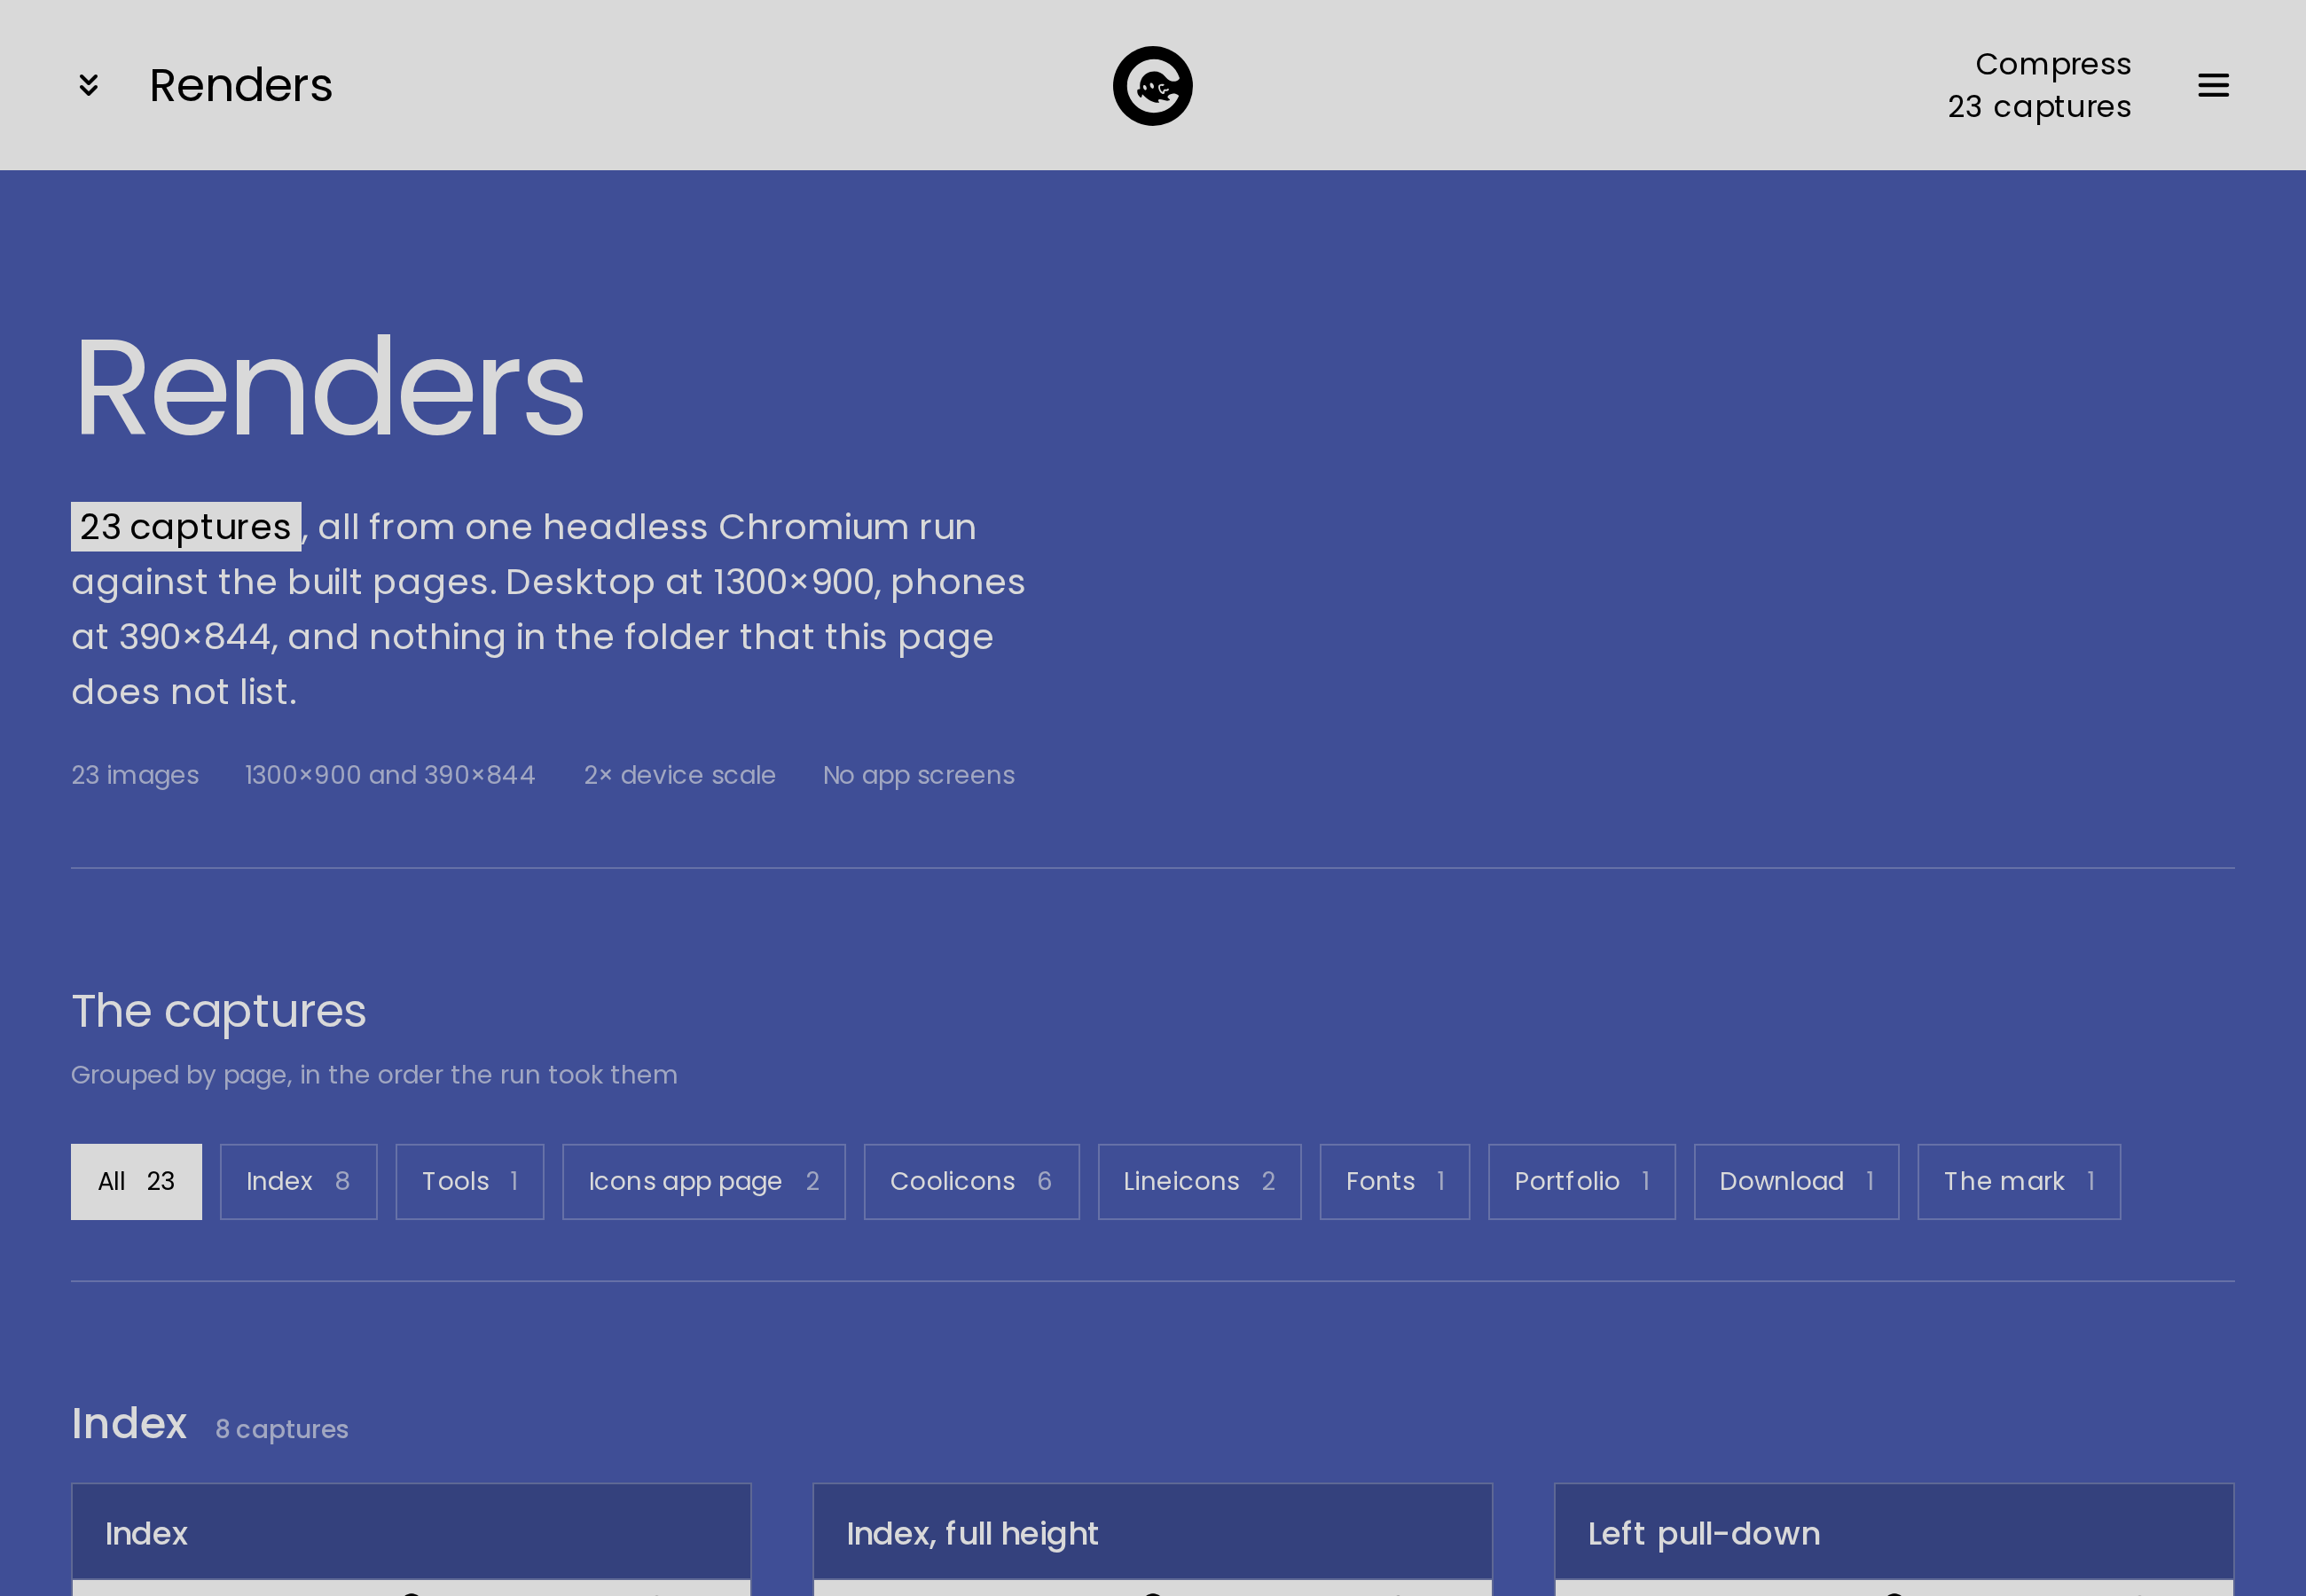 Renders
Compress
23 captures
Renders
23 captures, all from one headless Chromium run
against the built pages. Desktop at 1300×900, phones
at 390×844, and nothing in the folder that this page
does not list.
23 images 1300×900 and 390×844 2× device scale No app screens
The captures
Grouped by page, in the order the run took them
All 23 Index 8 Tools 1 Icons app page 2 Coolicons 6 Lineicons 2 Fonts 1 Portfolio 1 Download 1 The mark 1
Index 8 captures
Index Index, full height Left pull-down